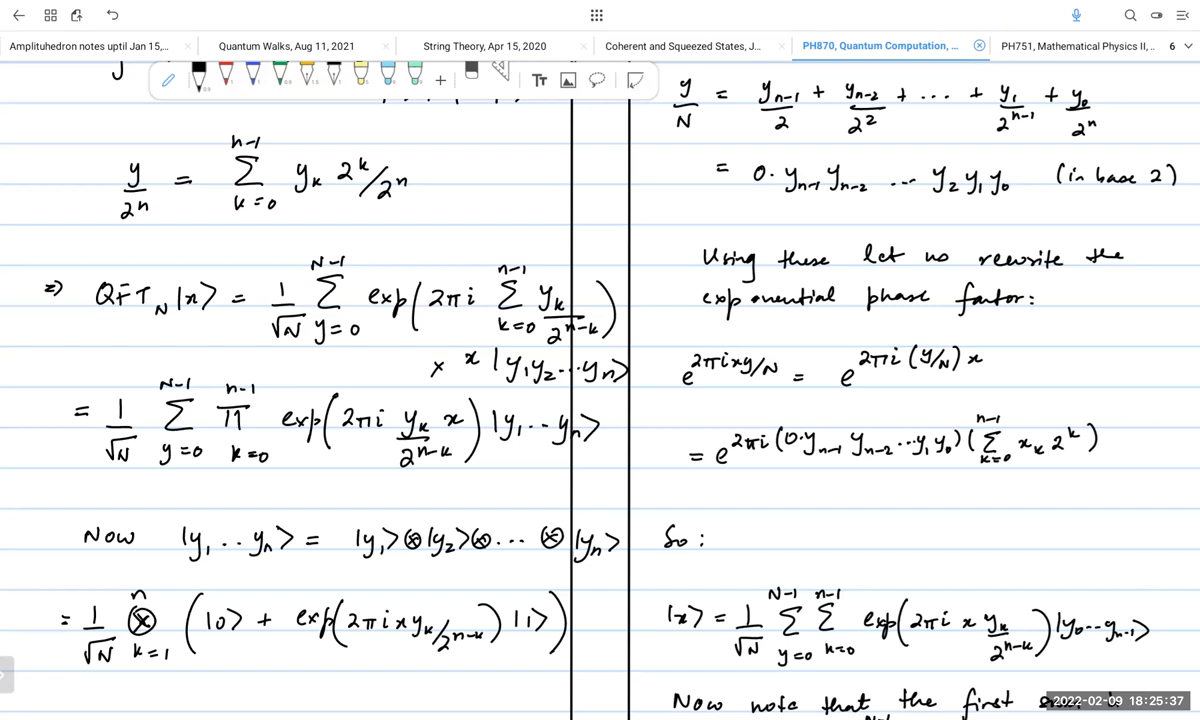 Amplituhedron notes uptil Jan 15,...
Quantum Walks, Aug 11, 2021
String Theory, Apr 15, 2020
Coherent and Squeezed States, J...
PH870, Quantum Computation, ...
PH751, Mathematical Physics II, ..
6
Tт
y/2^n = Σ_{k=0}^{n-1} y_k 2^k/2^n
=> QFT_N |x> = 1/√N Σ_{y=0}^{N-1} exp(2πi Σ_{k=0}^{n-1} y_k/2^{n-k})
× x |y_1 y_2 ... y_n>
= 1/√N Σ_{y=0}^{N-1} Π_{k=0}^{n-1} exp(2πi y_k x/2^{n-k}) |y_1 .. y_n>
Now |y_1 .. y_n> = |y_1> ⊗ |y_2> ⊗ ... ⊗ |y_n>
= 1/√N ⊗_{k=1}^{n} (|0> + exp(2πi x y_k/2^{n-k}) |1>)
y/N = y_{n-1}/2 + y_{n-2}/2^2 + ... + y_1/2^{n-1} + y_0/2^n
= 0. y_{n-1} y_{n-2} ... y_2 y_1 y_0 (in base 2)
Using these let us rewrite the
exponential phase factor:
e^{2πi xy/N} = e^{2πi (y/N) x}
= e^{2πi (0.y_{n-1} y_{n-2} ... y_1 y_0) (Σ_{k=0}^{n-1} x_k 2^k)}
So :
|x> = 1/√N Σ_{y=0}^{N-1} Σ_{k=0}^{n-1} exp(2πi x y_k/2^{n-k}) |y_0 .. y_{n-1}>
Now note that the first
2022-02-09 18:25:37